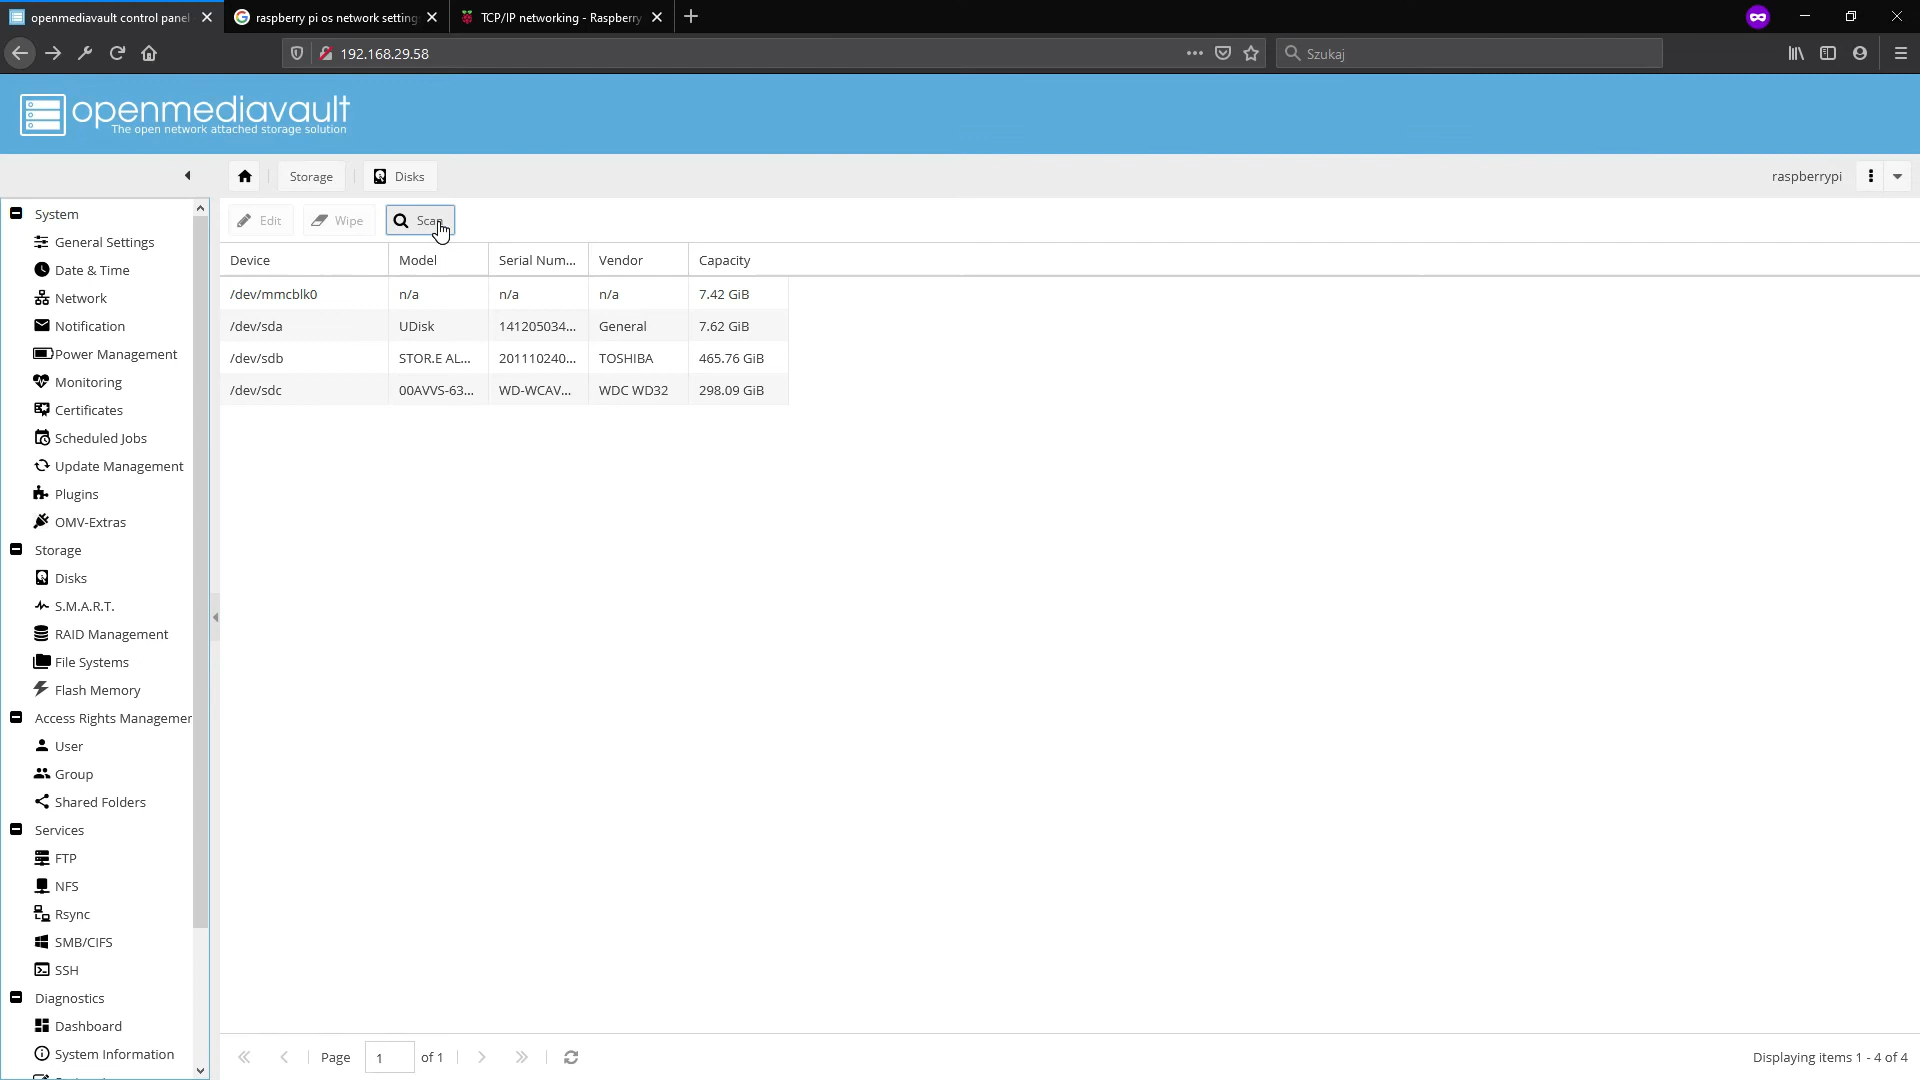 openmediavault control panel
raspberry pi os network setting
TCP/IP networking - Raspberry
192.168.29.58
Szukaj
openmediavault
The open network attached storage solution
Storage
Disks
raspberrypi
Edit
Wipe
Scan
Device Model Serial Num... Vendor Capacity
/dev/mmcblk0 n/a n/a n/a 7.42 GiB
/dev/sda UDisk 141205034... General 7.62 GiB
/dev/sdb STOR.E AL... 201110240... TOSHIBA 465.76 GiB
/dev/sdc 00AVVS-63... WD-WCAV... WDC WD32 298.09 GiB
System
General Settings
Date & Time
Network
Notification
Power Management
Monitoring
Certificates
Scheduled Jobs
Update Management
Plugins
OMV-Extras
Storage
Disks
S.M.A.R.T.
RAID Management
File Systems
Flash Memory
Access Rights Managemen
User
Group
Shared Folders
Services
FTP
NFS
Rsync
SMB/CIFS
SSH
Diagnostics
Dashboard
System Information
Page 1 of 1
Displaying items 1 - 4 of 4